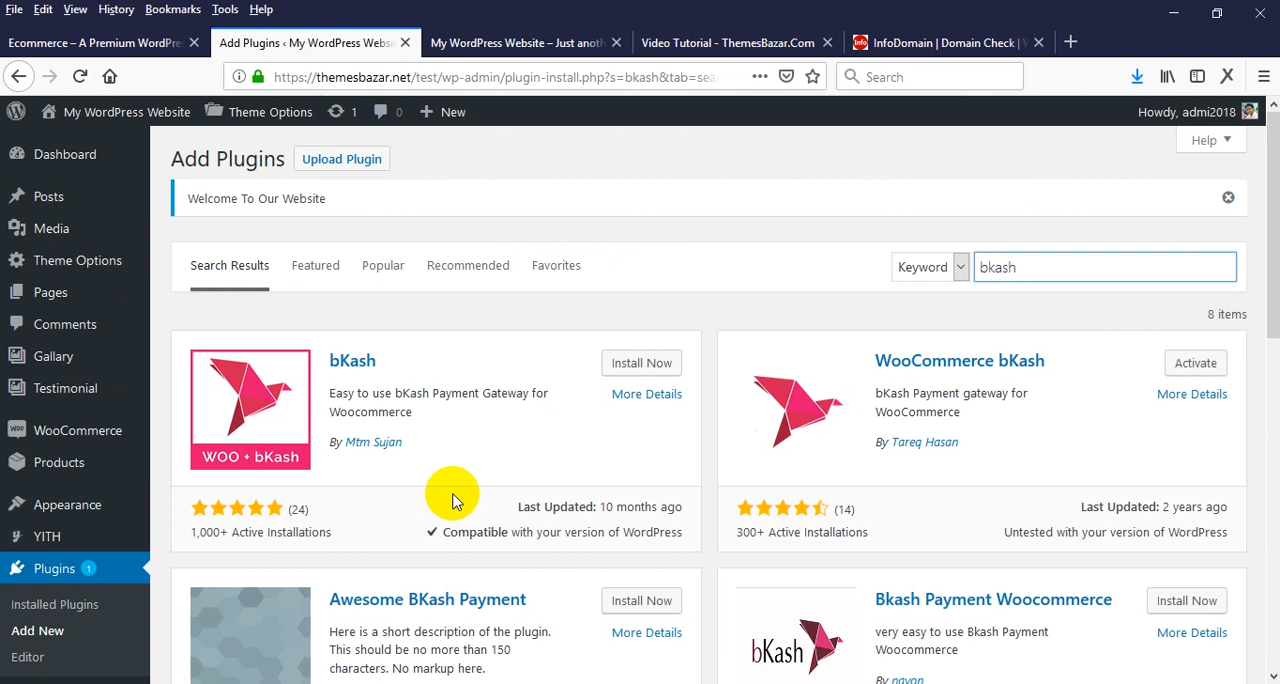 File Edit View History Bookmarks Tools Help
Ecommerce – A Premium WordPre
Add Plugins ‹ My WordPress Websi
My WordPress Website – Just anoth
Video Tutorial - ThemesBazar.Com
InfoDomain | Domain Check |
https://themesbazar.net/test/wp-admin/plugin-install.php?s=bkash&tab=sea
Search
My WordPress Website Theme Options 1 0 New
Howdy, admi2018
Dashboard
Posts
Media
Theme Options
Pages
Comments
Gallary
Testimonial
WooCommerce
Products
Appearance
YITH
Plugins 1
Installed Plugins
Add New
Editor
Help
Add Plugins Upload Plugin
Welcome To Our Website
Search Results Featured Popular Recommended Favorites
Keyword bkash
8 items
WOO + bKash
bKash
Install Now
Easy to use bKash Payment Gateway for
Woocommerce
More Details
By Mtm Sujan
(24)
Last Updated: 10 months ago
1,000+ Active Installations
Compatible with your version of WordPress
WooCommerce bKash
Activate
bKash Payment gateway for
WooCommerce
More Details
By Tareq Hasan
(14)
Last Updated: 2 years ago
300+ Active Installations
Untested with your version of WordPress
Awesome BKash Payment
Install Now
Here is a short description of the plugin.
This should be no more than 150
characters. No markup here.
More Details
bKash
Bkash Payment Woocommerce
Install Now
very easy to use Bkash Payment
Woocommerce
More Details
By nayon